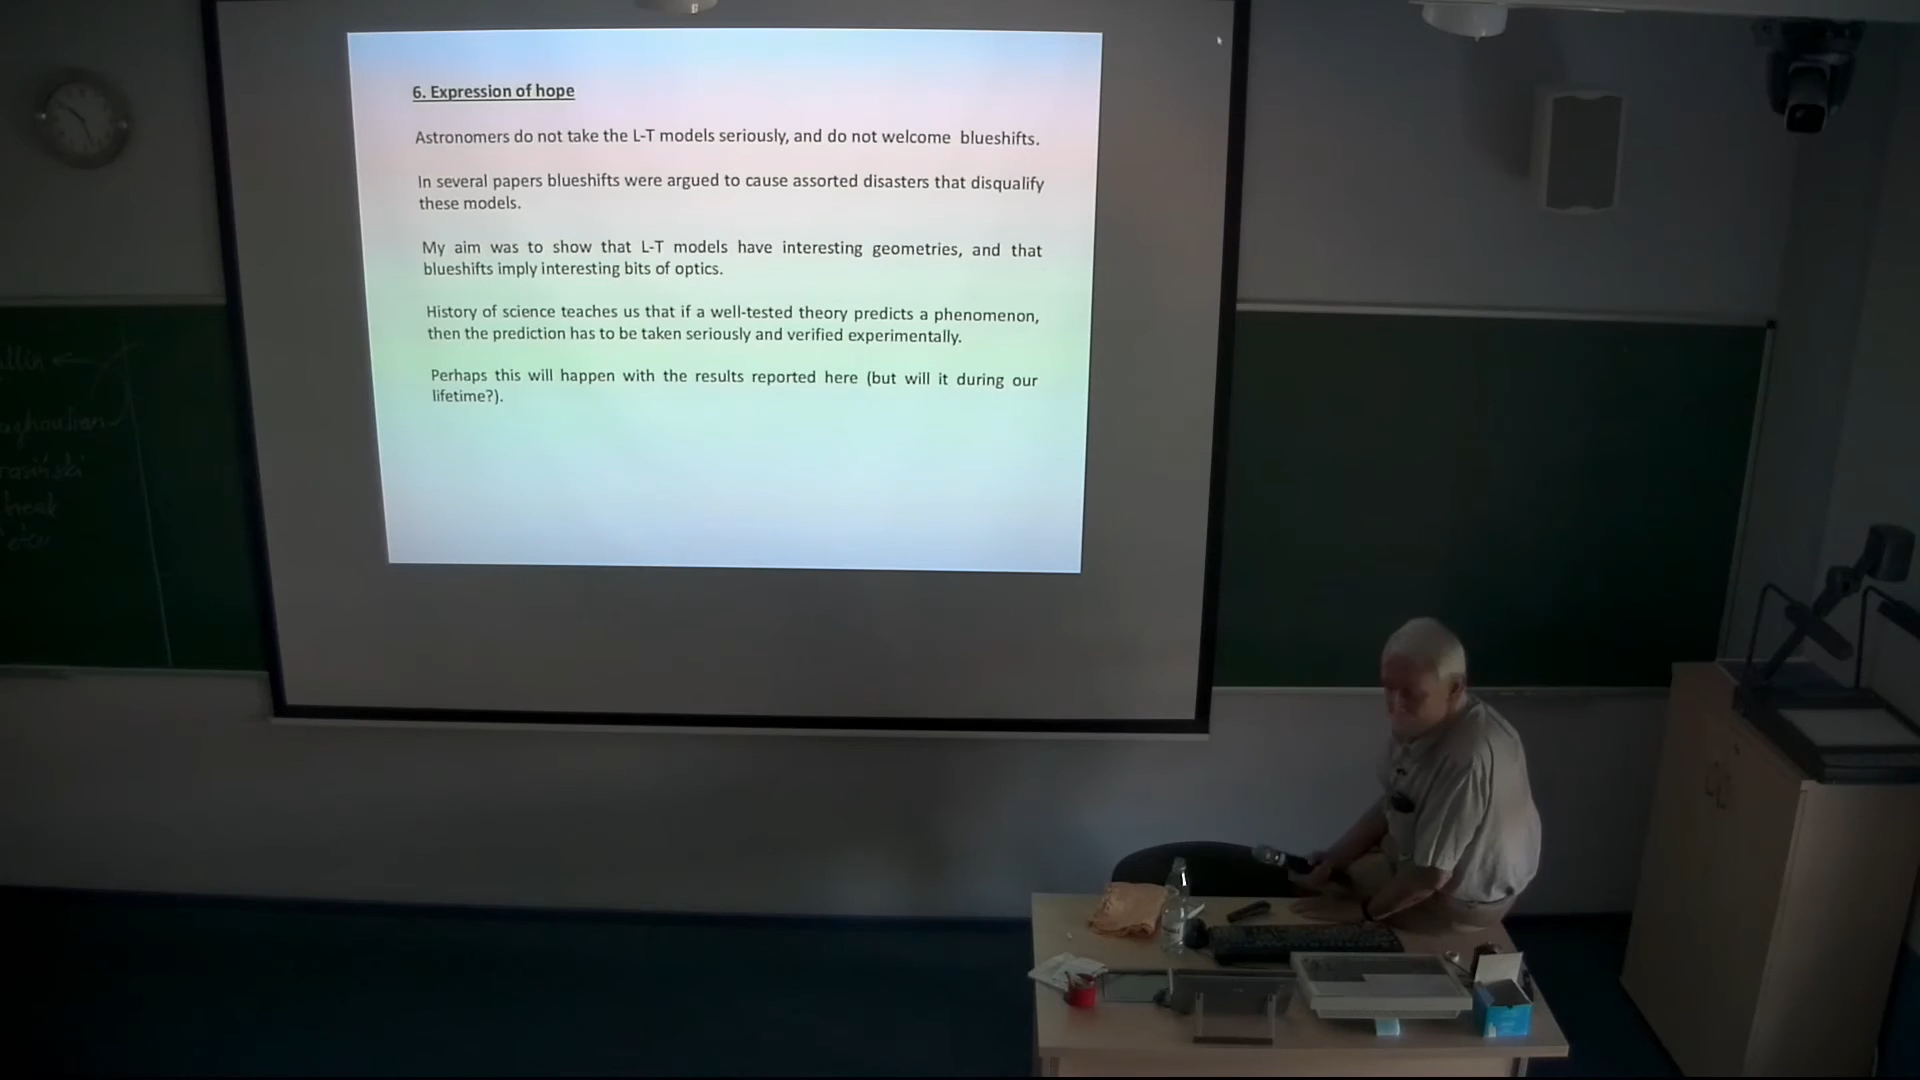 6. Expression of hope
Astronomers do not take the L-T models seriously, and do not welcome blueshifts.
In several papers blueshifts were argued to cause assorted disasters that disqualify
these models.
My aim was to show that L-T models have interesting geometries, and that
blueshifts imply interesting bits of optics.
History of science teaches us that if a well-tested theory predicts a phenomenon,
then the prediction has to be taken seriously and verified experimentally.
Perhaps this will happen with the results reported here (but will it during our
lifetime?).